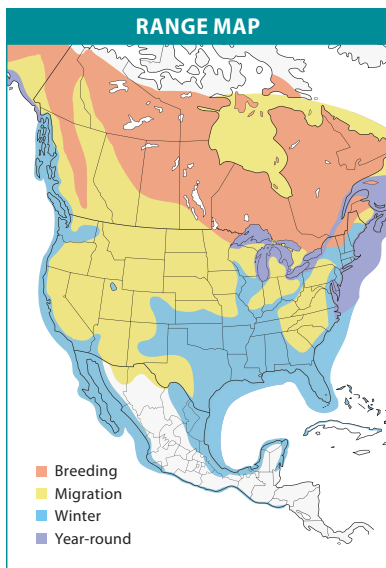 RANGE MAP
Breeding
Migration
Winter
Year-round